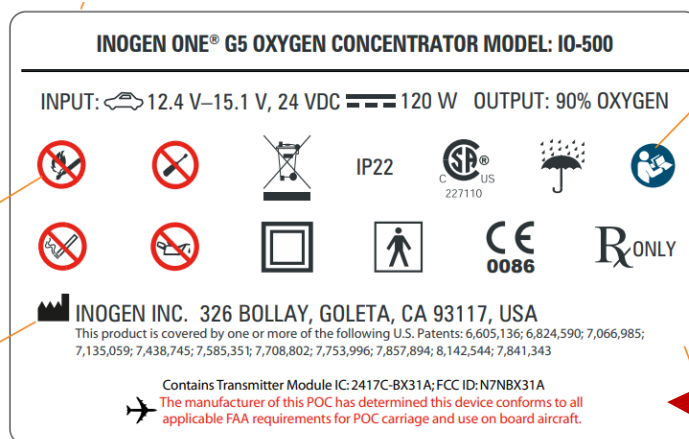 INOGEN ONE® G5 OXYGEN CONCENTRATOR MODEL: IO-500
INPUT: 12.4 V–15.1 V, 24 VDC 120 W OUTPUT: 90% OXYGEN
IP22
SA® C US
227110
CE
0086
Rx ONLY
INOGEN INC. 326 BOLLAY, GOLETA, CA 93117, USA
This product is covered by one or more of the following U.S. Patents: 6,605,136; 6,824,590; 7,066,985;
7,135,059; 7,438,745; 7,585,351; 7,708,802; 7,753,996; 7,857,894; 8,142,544; 7,841,343
Contains Transmitter Module IC: 2417C-BX31A; FCC ID: N7NBX31A
The manufacturer of this POC has determined this device conforms to all
applicable FAA requirements for POC carriage and use on board aircraft.